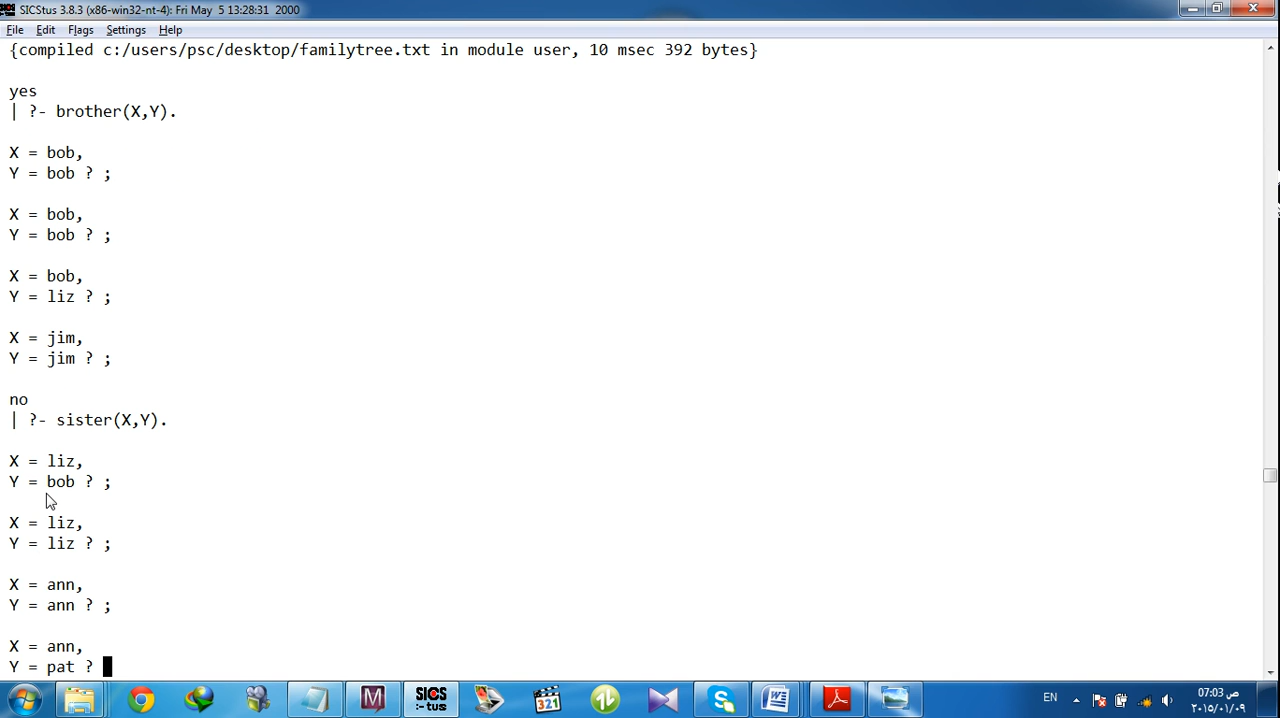 SICStus 3.8.3 (x86-win32-nt-4): Fri May 5 13:28:31 2000
File Edit Flags Settings Help
{compiled c:/users/psc/desktop/familytree.txt in module user, 10 msec 392 bytes}
yes
| ?- brother(X,Y).
X = bob,
Y = bob ? ;
X = bob,
Y = bob ? ;
X = bob,
Y = liz ? ;
X = jim,
Y = jim ? ;
no
| ?- sister(X,Y).
X = liz,
Y = bob ? ;
X = liz,
Y = liz ? ;
X = ann,
Y = ann ? ;
X = ann,
Y = pat ?
M
SICS
:- tus
321
S
W
EN
07:03 ص
٢٠١٥/٠١/٠٩